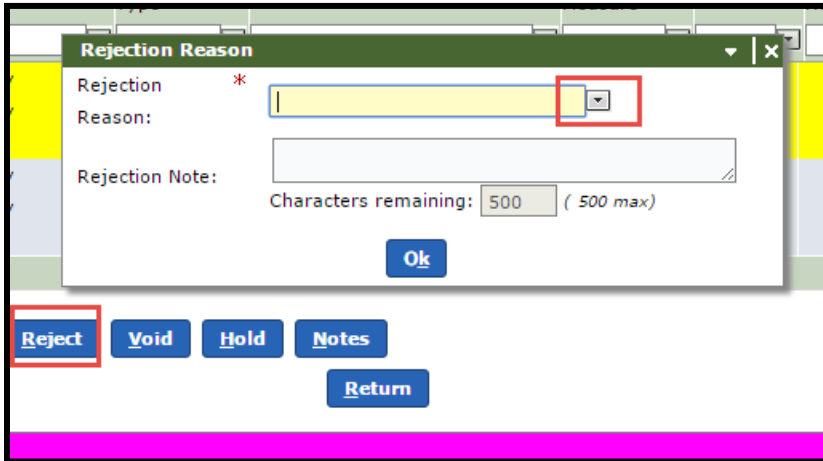 Rejection Reason
Rejection *
Reason:
Rejection Note:
Characters remaining: 500 ( 500 max)
Ok
Reject Void Hold Notes
Return